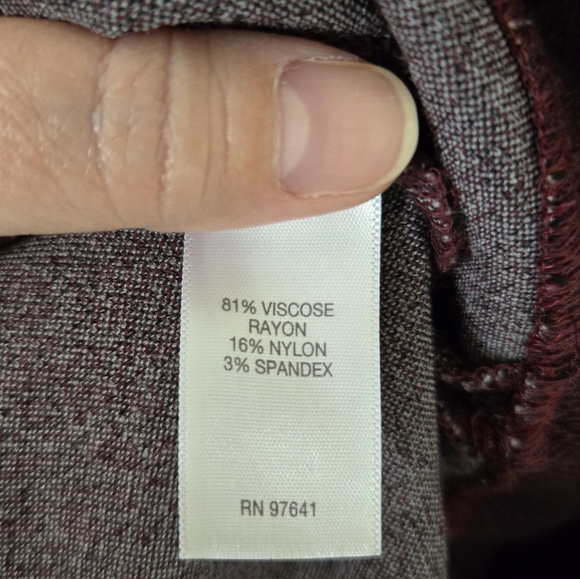 81% VISCOSE
RAYON
16% NYLON
3% SPANDEX
RN 97641